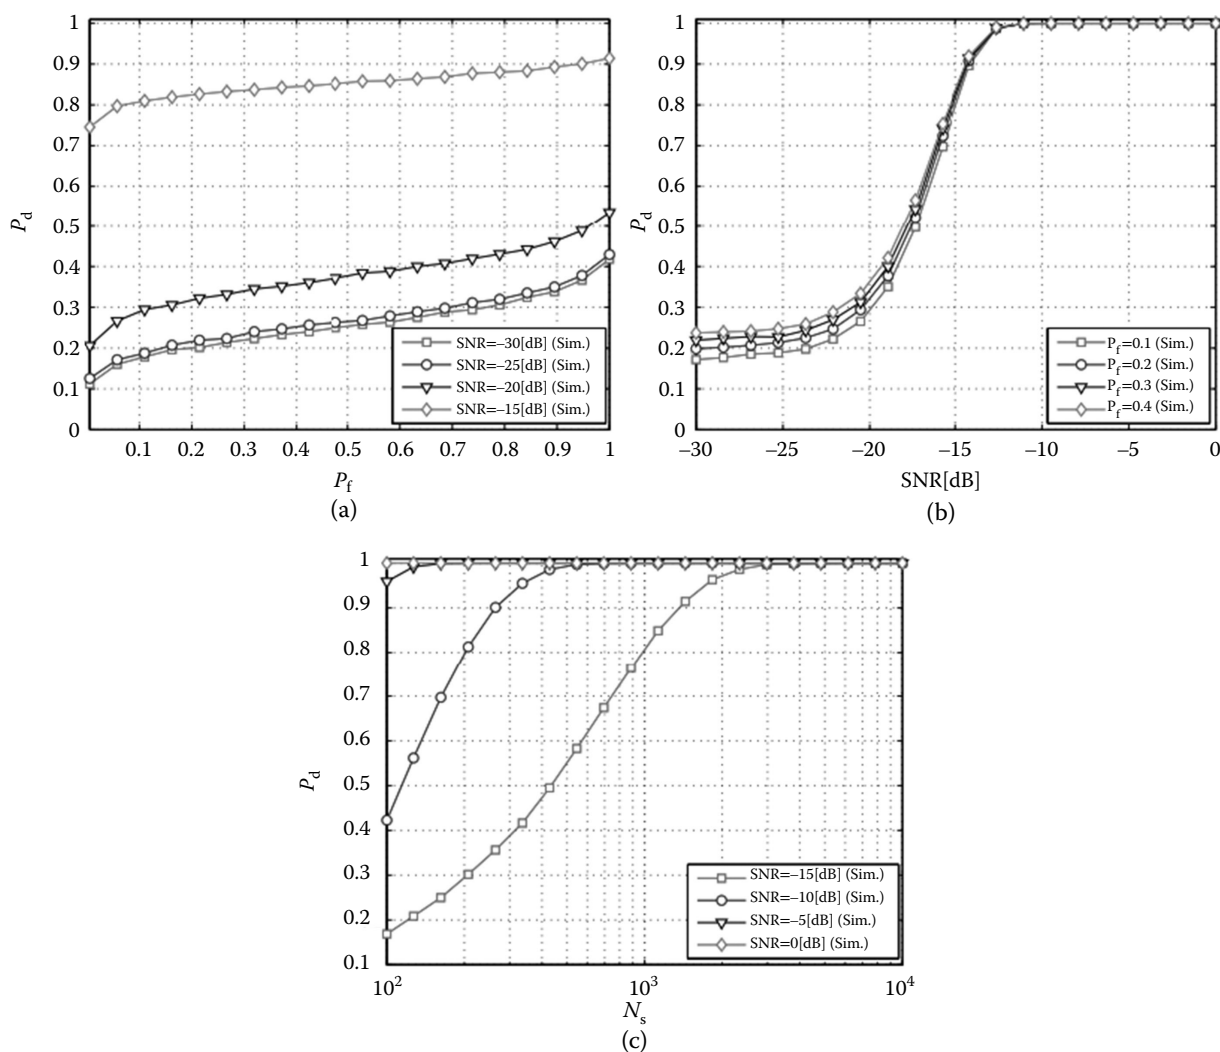 1
0.9
0.8
0.7
0.6
0.5
0.4
0.3
0.2
0.1
0
P_d
SNR=−30[dB] (Sim.)
SNR=−25[dB] (Sim.)
SNR=−20[dB] (Sim.)
SNR=−15[dB] (Sim.)
0.1 0.2 0.3 0.4 0.5 0.6 0.7 0.8 0.9 1
P_f
(a)
1
0.9
0.8
0.7
0.6
0.5
0.4
0.3
0.2
0.1
0
P_d
P_f=0.1 (Sim.)
P_f=0.2 (Sim.)
P_f=0.3 (Sim.)
P_f=0.4 (Sim.)
−30 −25 −20 −15 −10 −5 0
SNR[dB]
(b)
1
0.9
0.8
0.7
0.6
0.5
0.4
0.3
0.2
0.1
P_d
SNR=−15[dB] (Sim.)
SNR=−10[dB] (Sim.)
SNR=−5[dB] (Sim.)
SNR=0[dB] (Sim.)
10² 10³ 10⁴
N_s
(c)